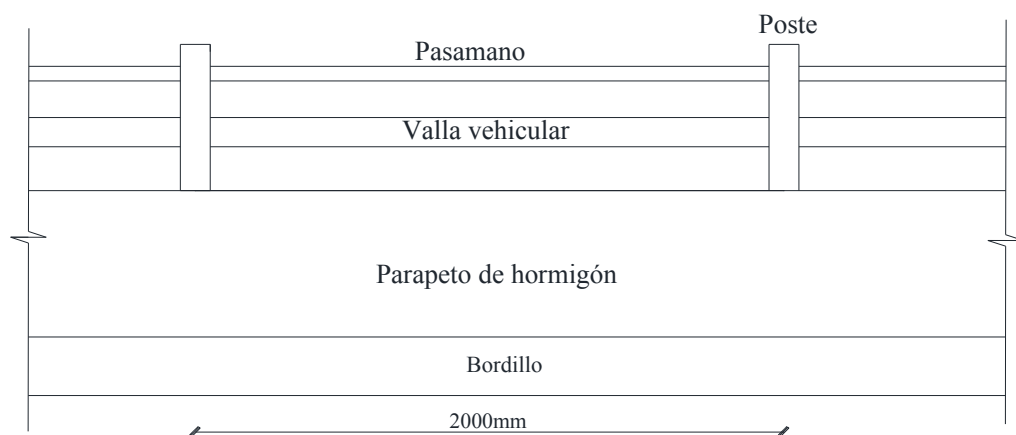 Poste
Pasamano
Valla vehicular
Parapeto de hormigón
Bordillo
2000mm